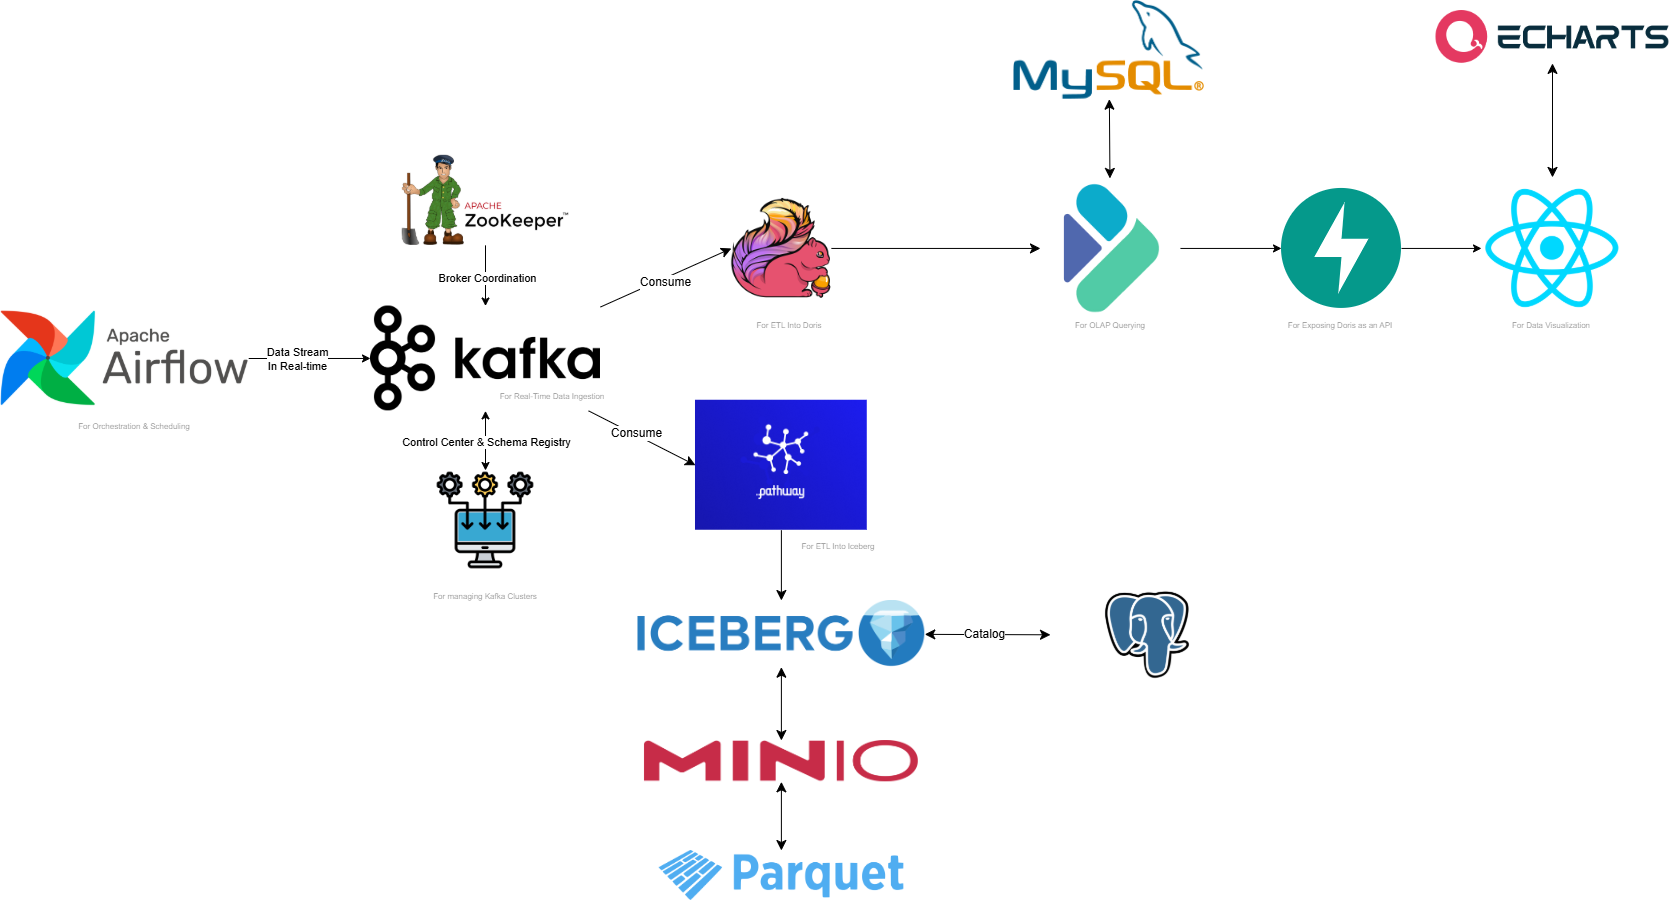 MySQL®
ECHARTS
APACHE
ZooKeeper™
Broker Coordination
Consume
For ETL Into Doris
For OLAP Querying
For Exposing Doris as an API
For Data Visualization
Apache
Airflow
Data Stream
In Real-time
kafka
For Real-Time Data Ingestion
For Orchestration & Scheduling
Control Center & Schema Registry
Consume
pathway
For ETL Into Iceberg
For managing Kafka Clusters
ICEBERG
Catalog
MINIO
Parquet